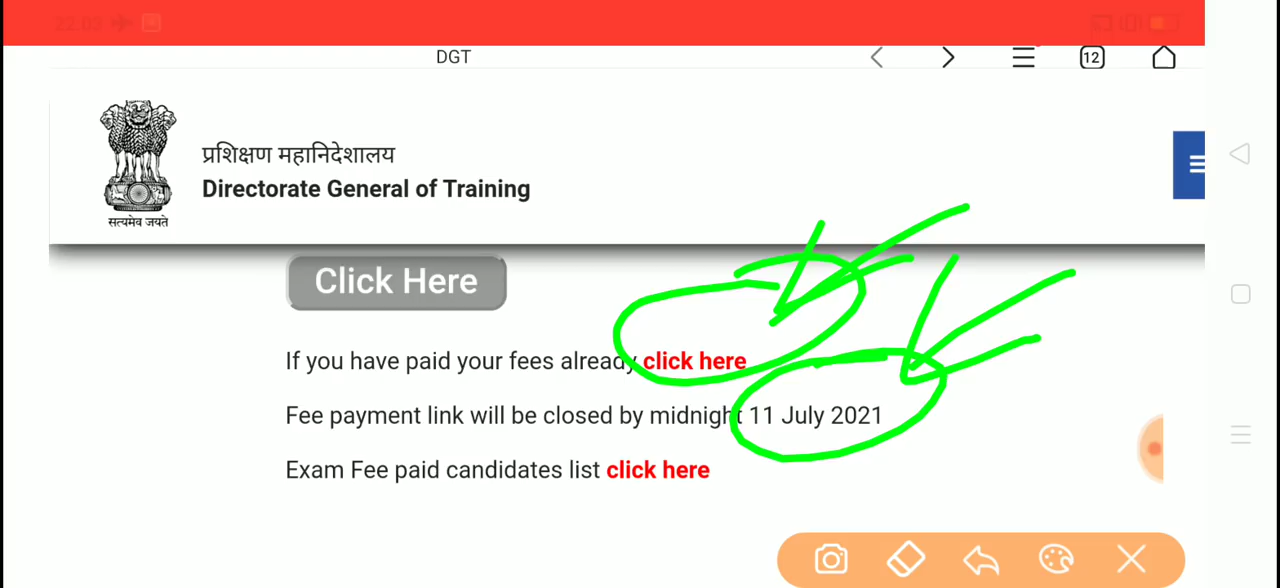 22.03
DGT
12
प्रशिक्षण महानिदेशालय
Directorate General of Training
सत्यमेव जयते
Click Here
If you have paid your fees already click here
Fee payment link will be closed by midnight 11 July 2021
Exam Fee paid candidates list click here